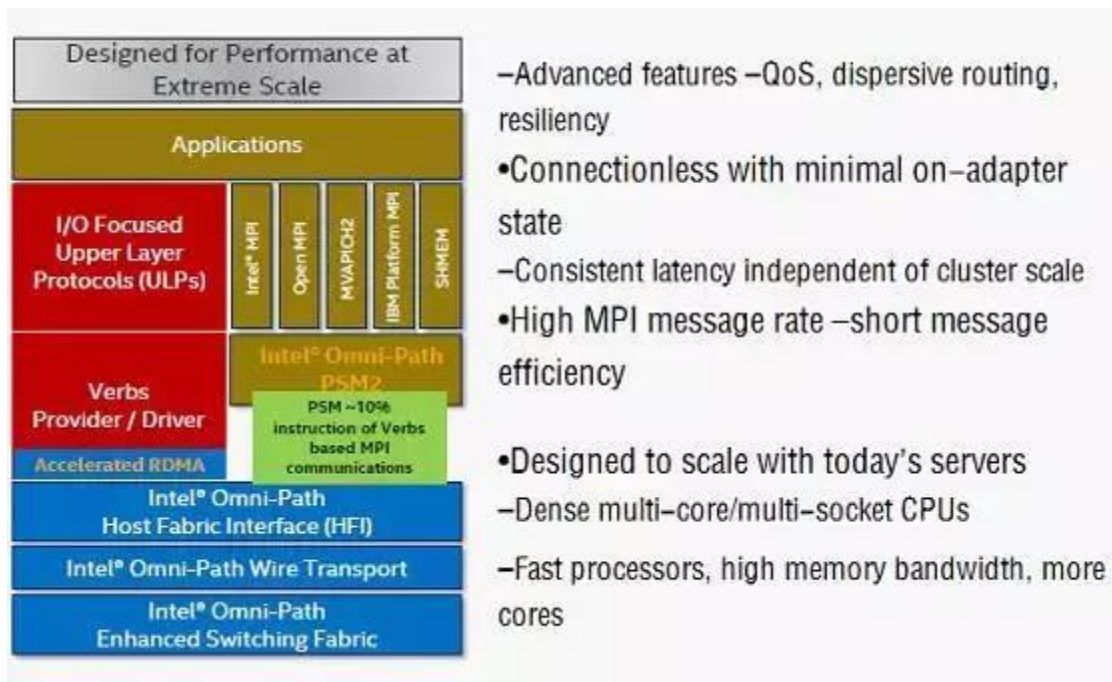 Designed for Performance at
Extreme Scale
Applications
I/O Focused
Upper Layer
Protocols (ULPs)
Intel® MPI
Open MPI
MVAPICH2
IBM Platform MPI
SHMEM
Intel® Omni-Path
PSM2
Verbs
Provider / Driver
PSM ~10%
instruction of Verbs
based MPI
communications
Accelerated RDMA
Intel® Omni-Path
Host Fabric Interface (HFI)
Intel® Omni-Path Wire Transport
Intel® Omni-Path
Enhanced Switching Fabric
–Advanced features –QoS, dispersive routing,
resiliency
•Connectionless with minimal on–adapter
state
–Consistent latency independent of cluster scale
•High MPI message rate –short message
efficiency
•Designed to scale with today's servers
–Dense multi–core/multi–socket CPUs
–Fast processors, high memory bandwidth, more
cores